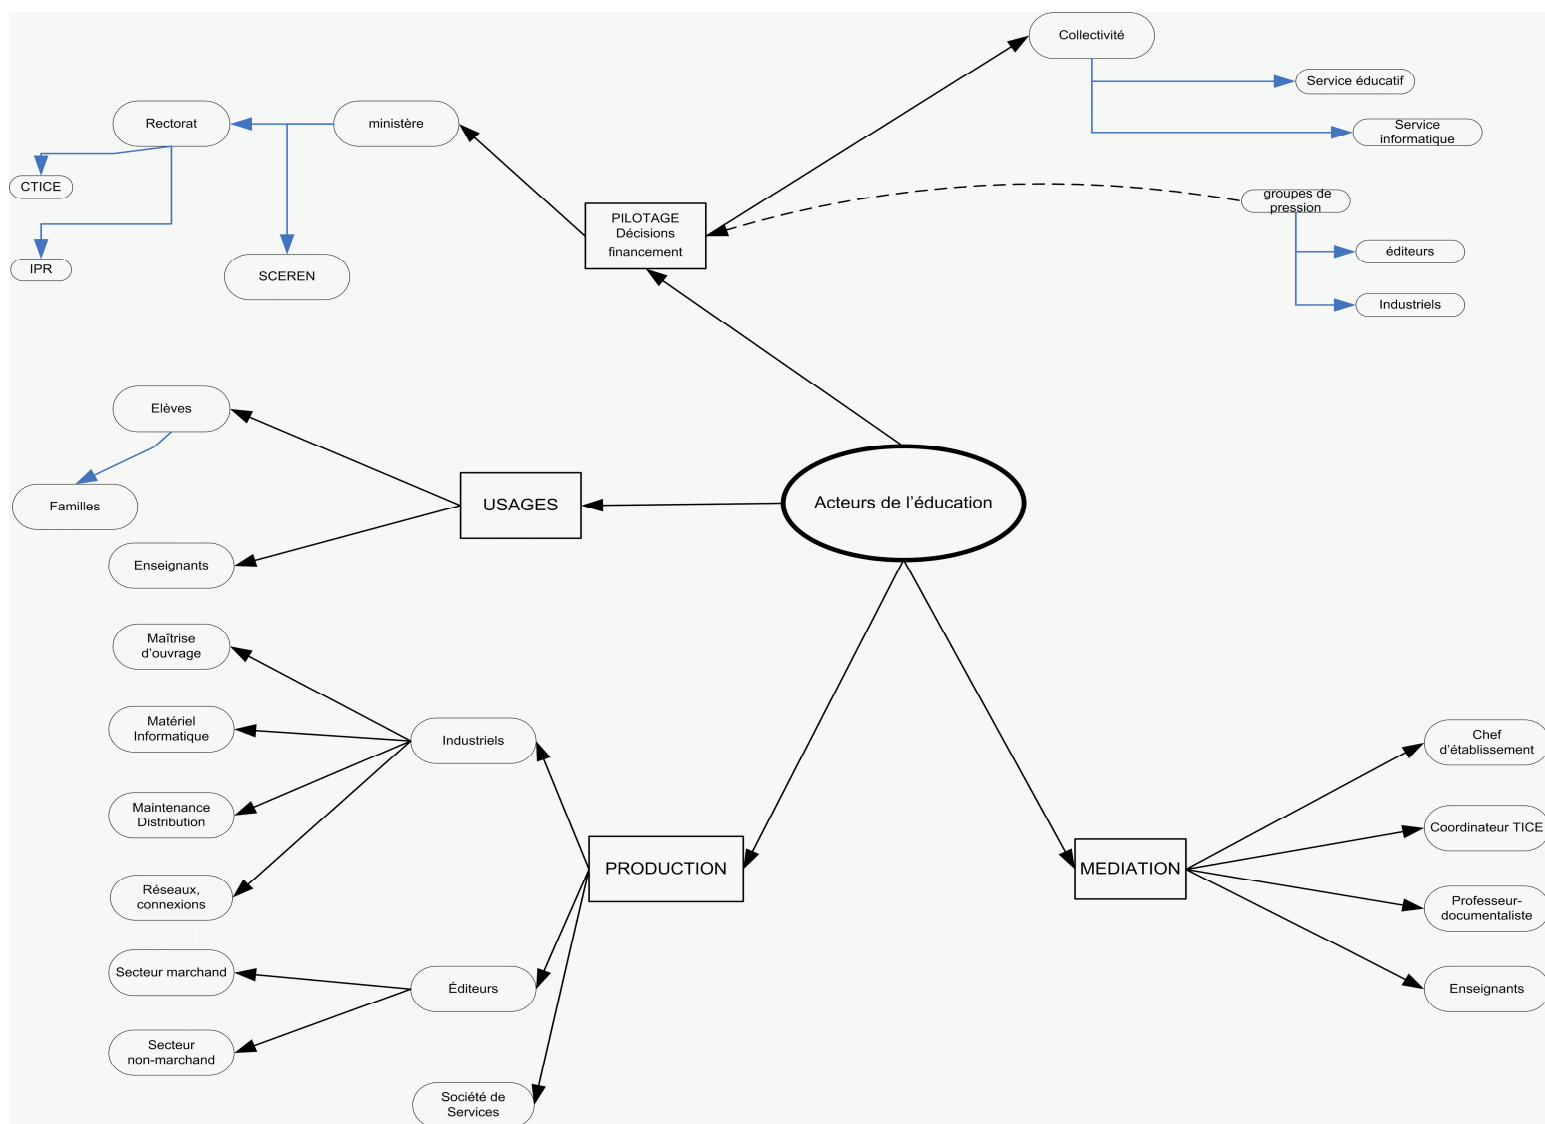 Collectivité
Service éducatif
Service
informatique
Rectorat
ministère
CTICE
IPR
SCEREN
PILOTAGE
Décisions
financement
groupes de
pression
éditeurs
Industriels
Elèves
Familles
Enseignants
USAGES
Acteurs de l’éducation
Maîtrise
d’ouvrage
Matériel
Informatique
Maintenance
Distribution
Réseaux,
connexions
Industriels
PRODUCTION
Secteur marchand
Secteur
non-marchand
Éditeurs
Société de
Services
MEDIATION
Chef
d’établissement
Coordinateur TICE
Professeur-
documentaliste
Enseignants